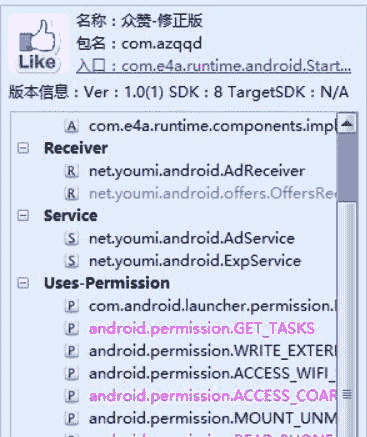 名称：众赞-修正版
包名：com.azqqd
Like
入口：com.e4a.runtime.android.Start...
版本信息：Ver：1.0(1) SDK：8 TargetSDK：N/A
A com.e4a.runtime.components.impl
Receiver
R net.youmi.android.AdReceiver
R net.youmi.android.offers.OffersRe
Service
S net.youmi.android.AdService
S net.youmi.android.ExpService
Uses-Permission
P com.android.launcher.permission.I
P android.permission.GET_TASKS
P android.permission.WRITE_EXTER
P android.permission.ACCESS_WIFI_
P android.permission.ACCESS_COAR
P android.permission.MOUNT_UNM